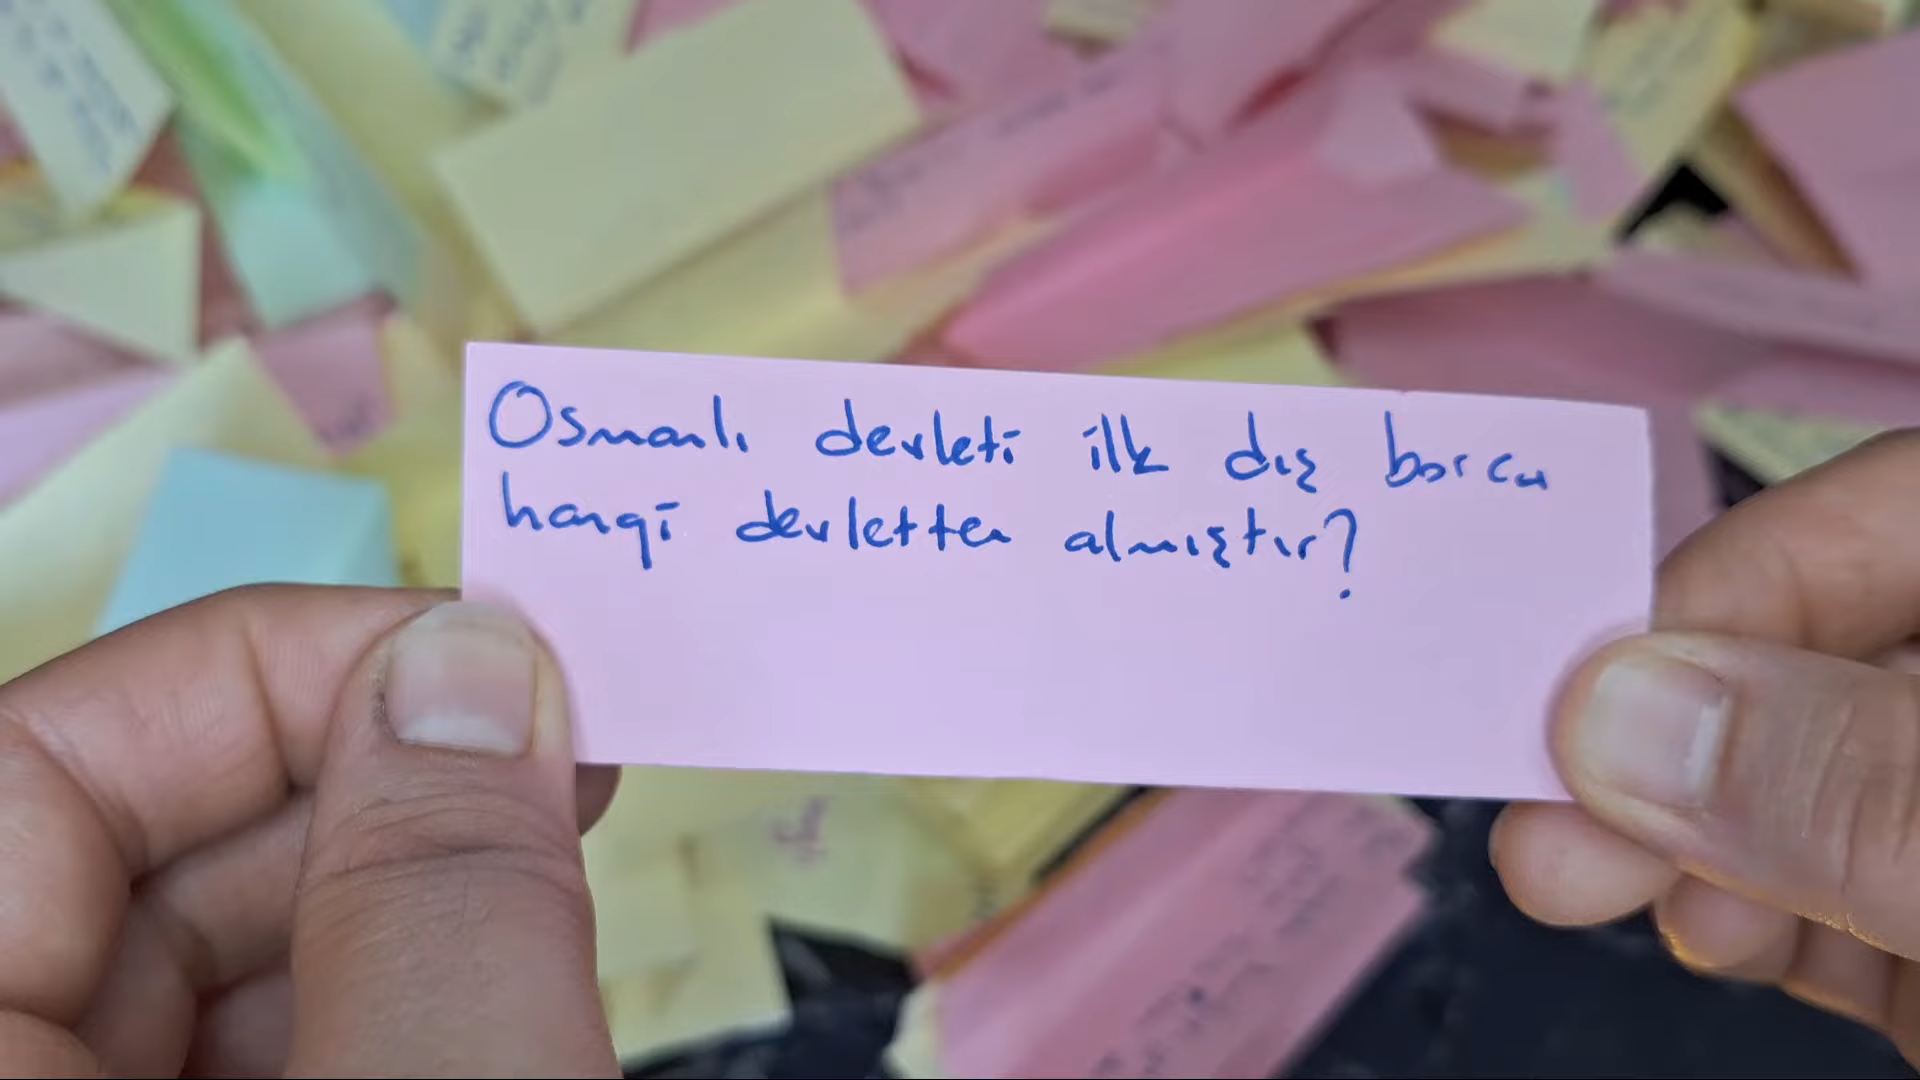 Osmanlı devleti ilk dış borcu
hangi devletten almıştır?